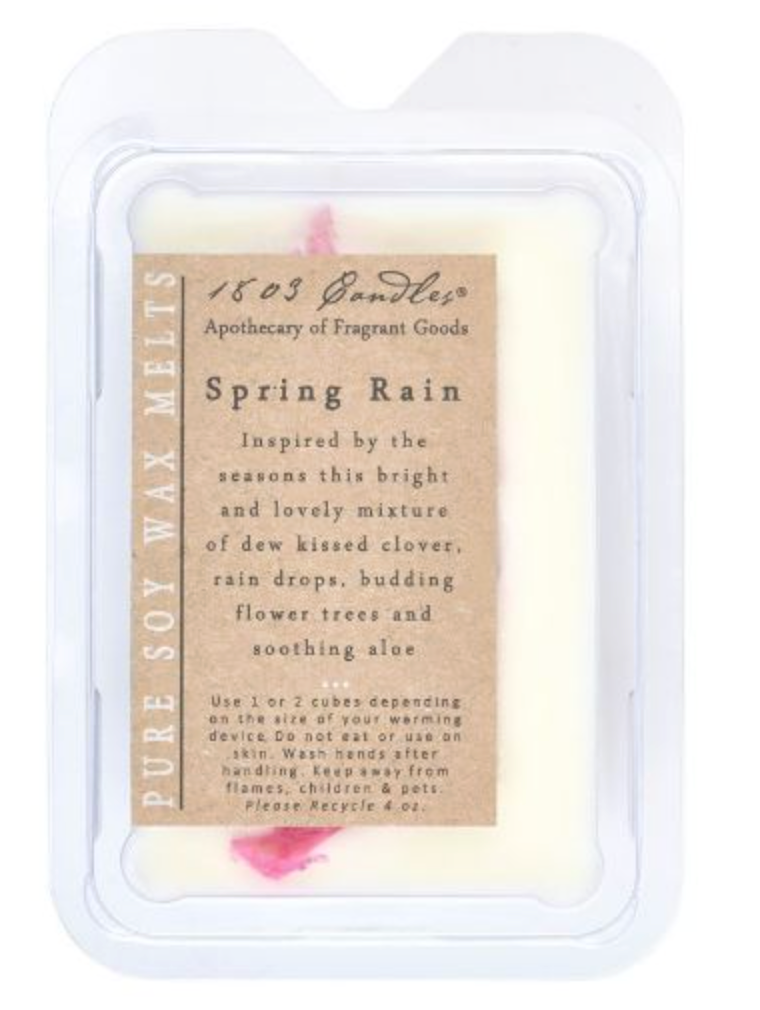 1803 Candles®
Apothecary of Fragrant Goods
Spring Rain
Inspired by the
seasons this bright
and lovely mixture
of dew kissed clover,
rain drops, budding
flower trees and
soothing aloe
Use 1 or 2 cubes depending
on the size of your warming
device. Do not eat or use on
skin. Wash hands after
handling. Keep away from
flames, children & pets.
Please Recycle 4 oz.
PURE SOY WAX MELTS